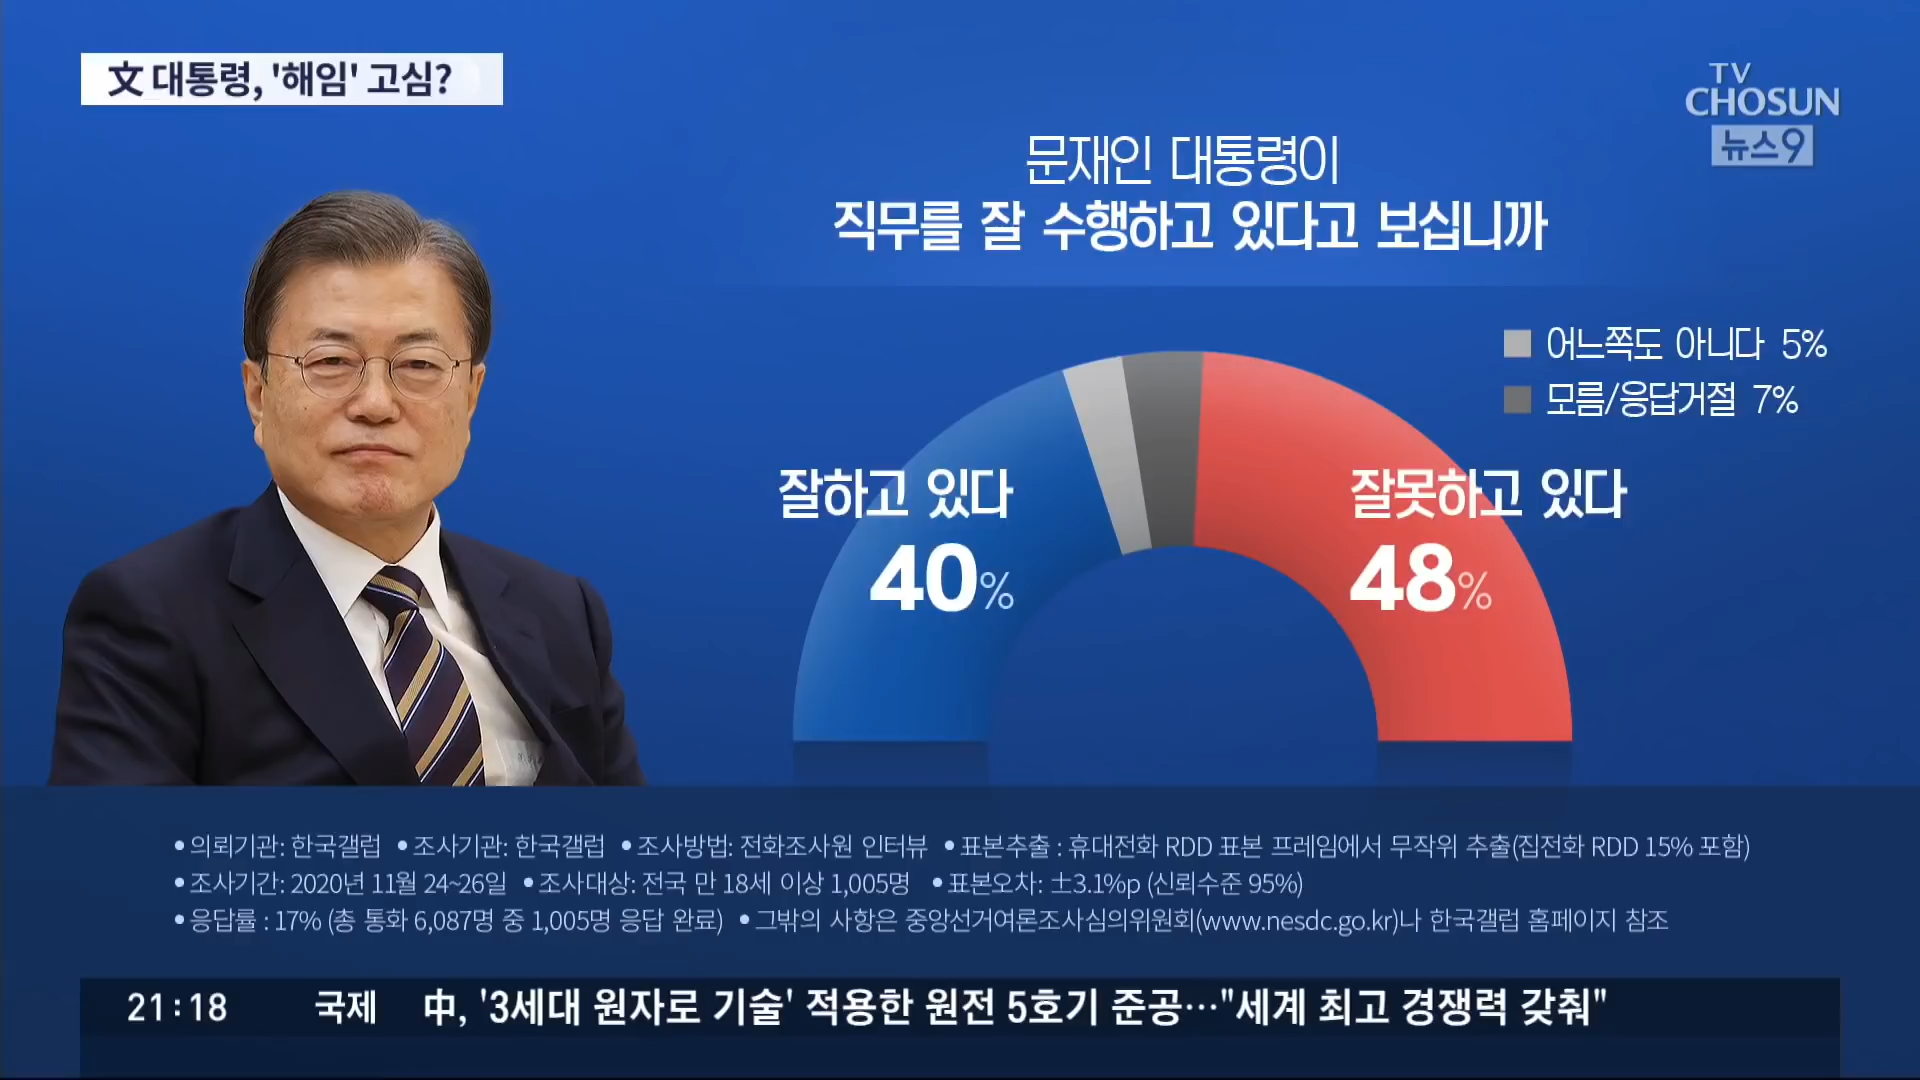 文 대통령, '해임' 고심?
TV
CHOSUN
뉴스9
문재인 대통령이
직무를 잘 수행하고 있다고 보십니까
어느쪽도 아니다 5%
모름/응답거절 7%
잘하고 있다
40%
잘못하고 있다
48%
•의뢰기관: 한국갤럽 •조사기관: 한국갤럽 •조사방법: 전화조사원 인터뷰 •표본추출 : 휴대전화 RDD 표본 프레임에서 무작위 추출(집전화 RDD 15% 포함)
•조사기간: 2020년 11월 24~26일 •조사대상: 전국 만 18세 이상 1,005명 •표본오차: ±3.1%p (신뢰수준 95%)
•응답률 : 17% (총 통화 6,087명 중 1,005명 응답 완료) •그밖의 사항은 중앙선거여론조사심의위원회(www.nesdc.go.kr)나 한국갤럽 홈페이지 참조
21:18 국제 中, '3세대 원자로 기술' 적용한 원전 5호기 준공…"세계 최고 경쟁력 갖춰"